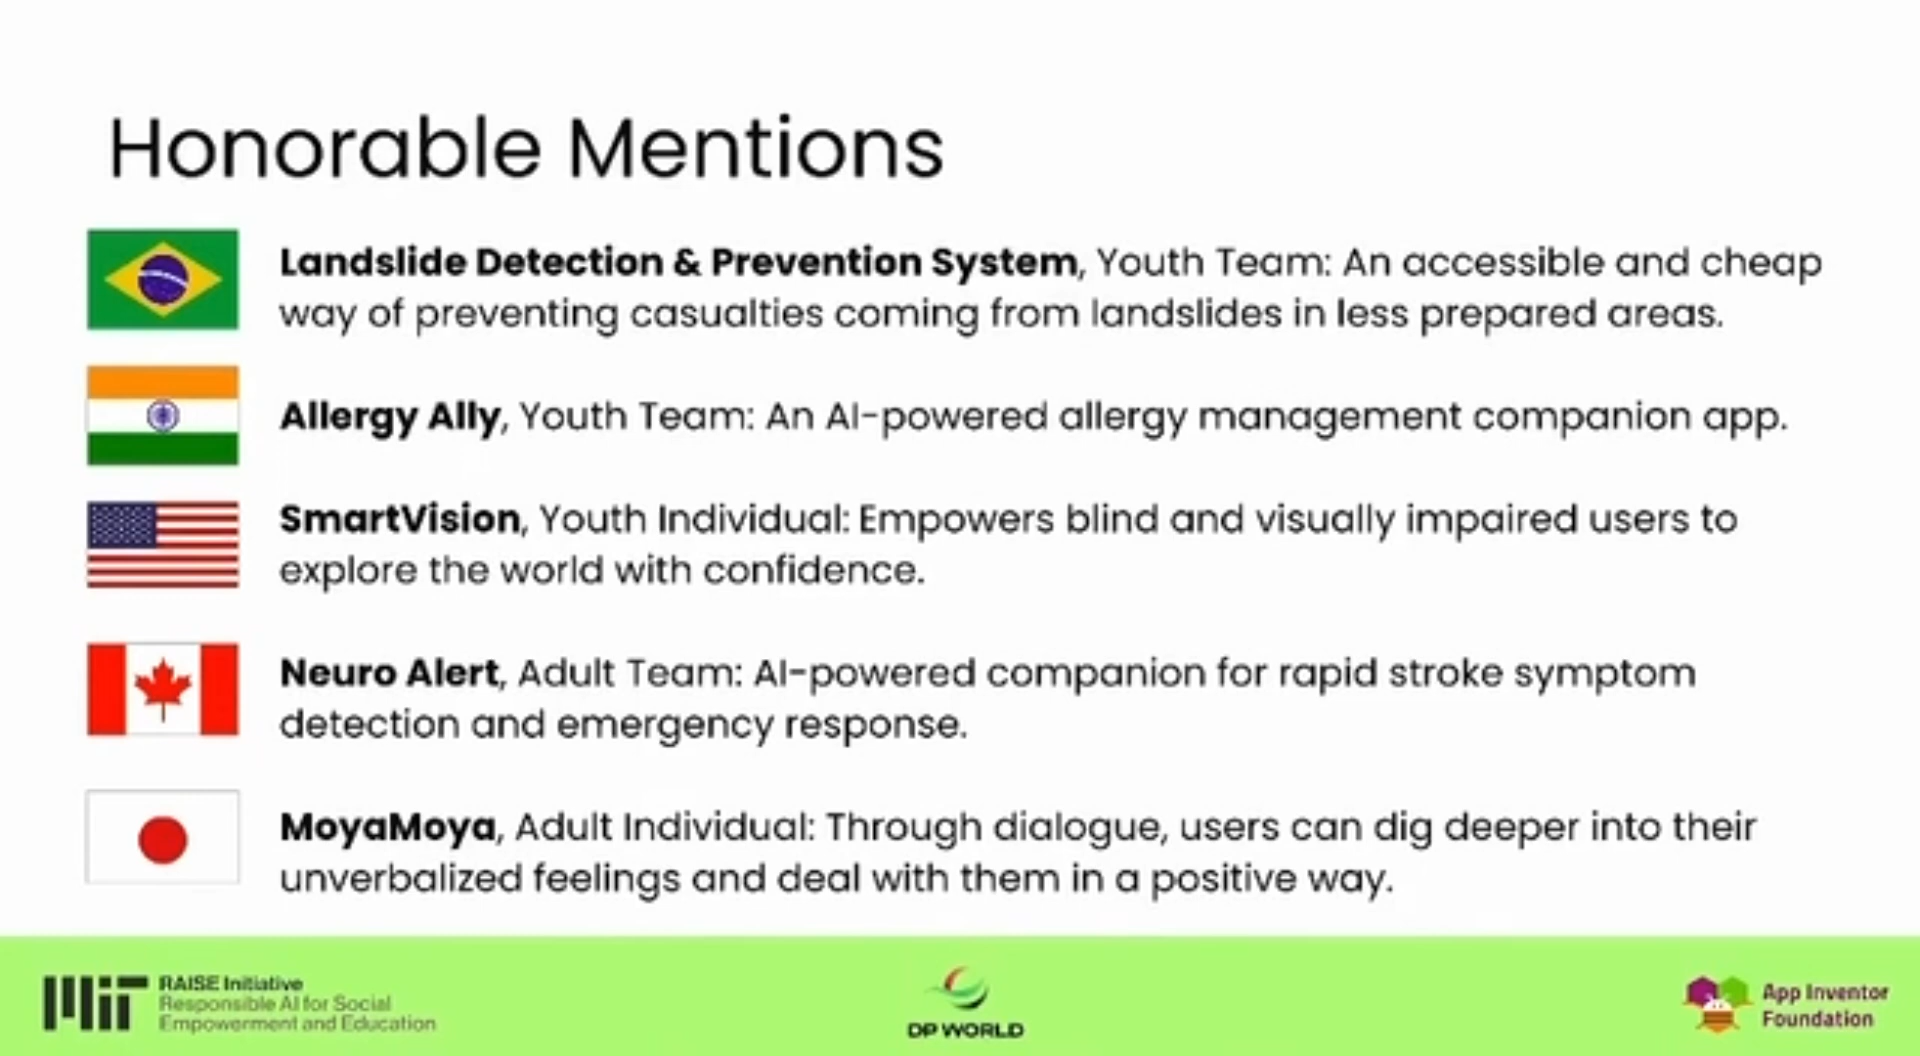 Honorable Mentions
Landslide Detection & Prevention System, Youth Team: An accessible and cheap
way of preventing casualties coming from landslides in less prepared areas.
Allergy Ally, Youth Team: An AI-powered allergy management companion app.
SmartVision, Youth Individual: Empowers blind and visually impaired users to
explore the world with confidence.
Neuro Alert, Adult Team: AI-powered companion for rapid stroke symptom
detection and emergency response.
MoyaMoya, Adult Individual: Through dialogue, users can dig deeper into their
unverbalized feelings and deal with them in a positive way.
MIT RAISE Initiative
Responsible AI for Social
Empowerment and Education
DP WORLD
App Inventor
Foundation